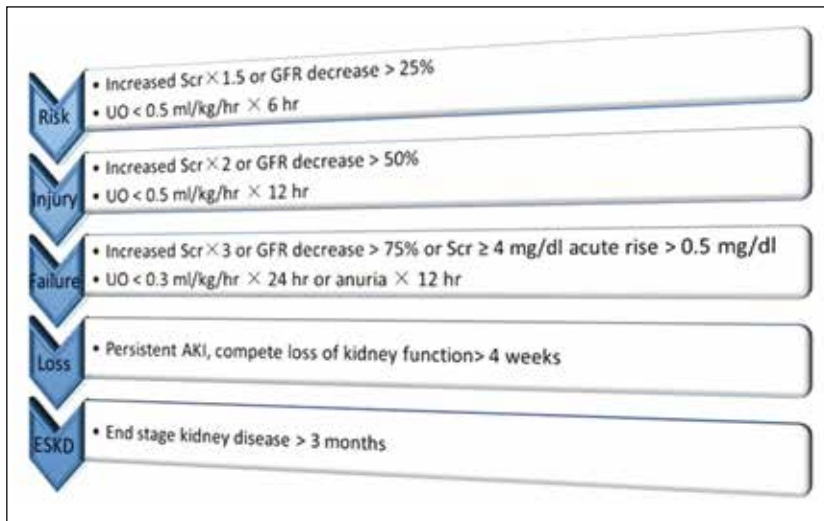 Risk
• Increased Scr×1.5 or GFR decrease > 25%
• UO < 0.5 ml/kg/hr × 6 hr
Injury
• Increased Scr×2 or GFR decrease > 50%
• UO < 0.5 ml/kg/hr × 12 hr
Failure
• Increased Scr×3 or GFR decrease > 75% or Scr ≥ 4 mg/dl acute rise > 0.5 mg/dl
• UO < 0.3 ml/kg/hr × 24 hr or anuria × 12 hr
Loss
• Persistent AKI, compete loss of kidney function> 4 weeks
ESKD
• End stage kidney disease > 3 months